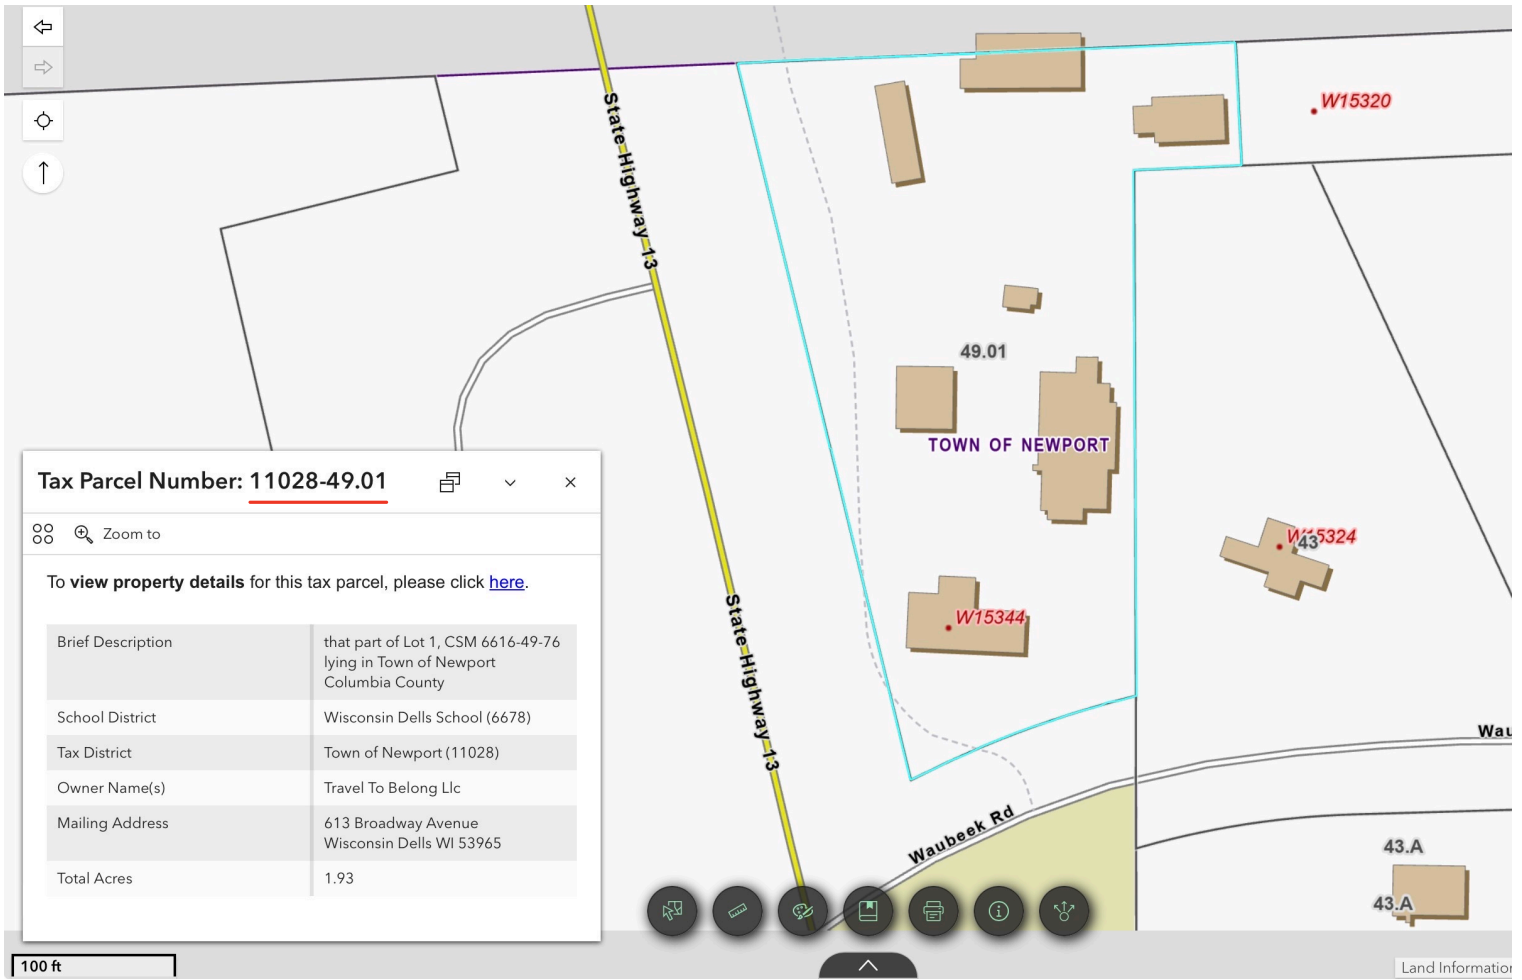 State Highway 13
W15320
49.01
TOWN OF NEWPORT
W15324
43
W15344
State Highway 13
Wau
Waubeek Rd
43.A
43.A
Tax Parcel Number: 11028-49.01
Zoom to
To view property details for this tax parcel, please click here.
Brief Description
that part of Lot 1, CSM 6616-49-76
lying in Town of Newport
Columbia County
School District
Wisconsin Dells School (6678)
Tax District
Town of Newport (11028)
Owner Name(s)
Travel To Belong Llc
Mailing Address
613 Broadway Avenue
Wisconsin Dells WI 53965
Total Acres
1.93
100 ft
Land Information